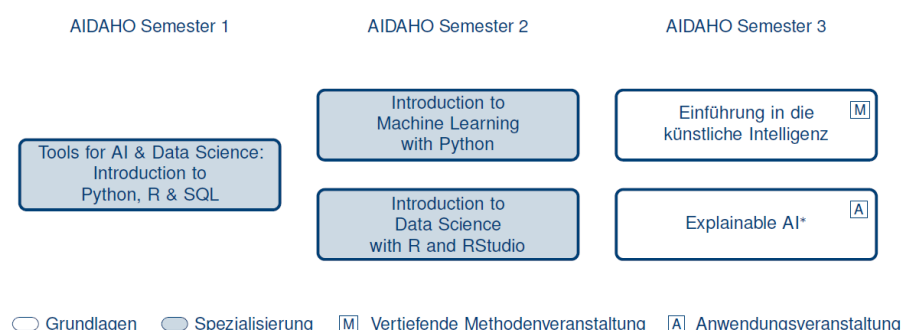 AIDAHO Semester 1
AIDAHO Semester 2
AIDAHO Semester 3
Tools for AI & Data Science:
Introduction to
Python, R & SQL
Introduction to
Machine Learning
with Python
Introduction to
Data Science
with R and RStudio
Einführung in die
künstliche Intelligenz
M
Explainable AI*
A
Grundlagen
Spezialisierung
M Vertiefende Methodenveranstaltung
A Anwendungsveranstaltung